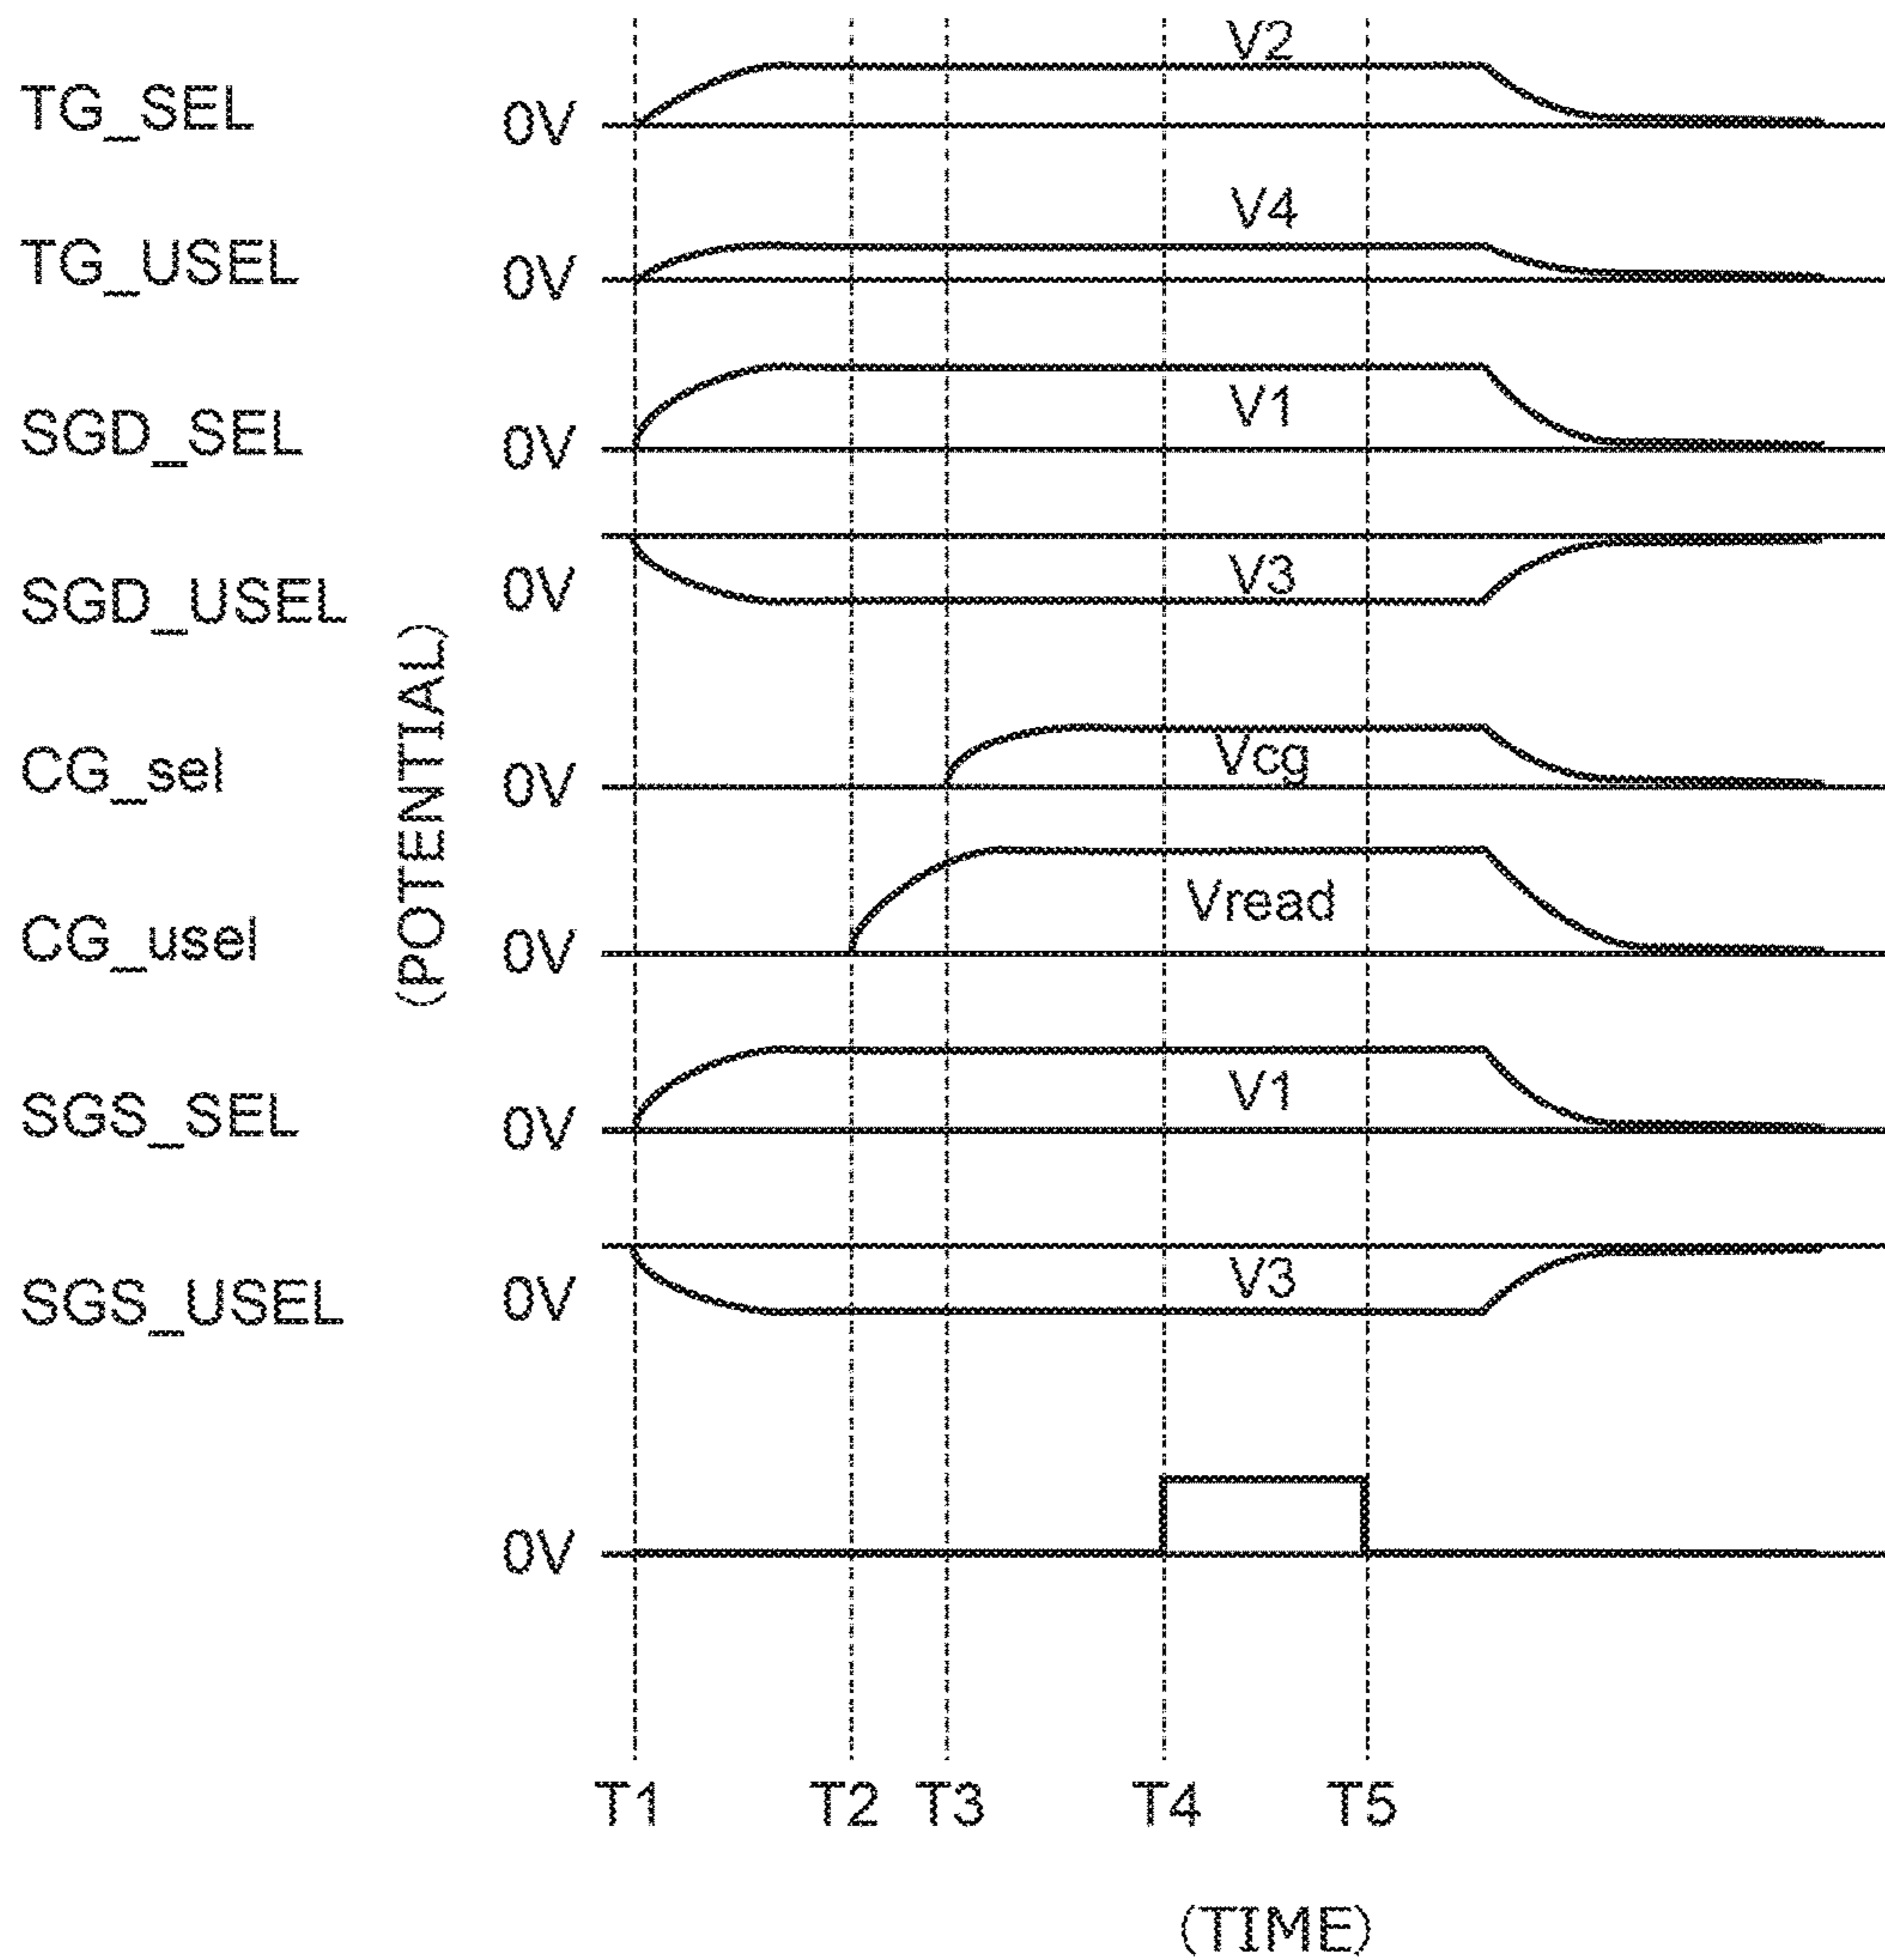 V2
TG_SEL 0V
V4
TG_USEL 0V
SGD_SEL 0V V1
SGD_USEL 0V V3
(POTENTIAL)
CG_sel 0V Vcg
CG_usel 0V Vread
SGS_SEL 0V V1
SGS_USEL 0V V3
0V
T1 T2 T3 T4 T5
(TIME)